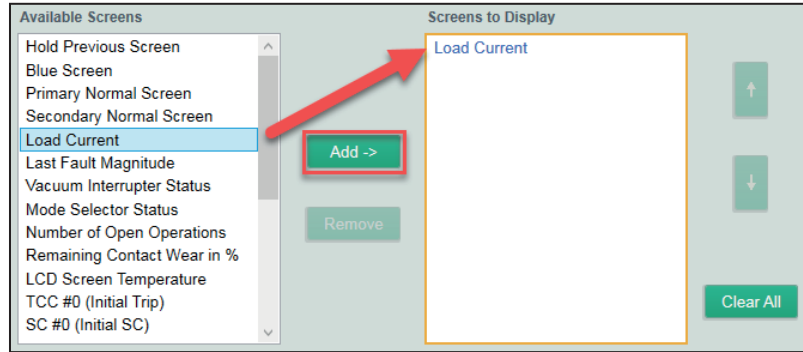 Available Screens
Hold Previous Screen
Blue Screen
Primary Normal Screen
Secondary Normal Screen
Load Current
Last Fault Magnitude
Vacuum Interrupter Status
Mode Selector Status
Number of Open Operations
Remaining Contact Wear in %
LCD Screen Temperature
TCC #0 (Initial Trip)
SC #0 (Initial SC)
Add ->
Remove
Screens to Display
Load Current
Clear All